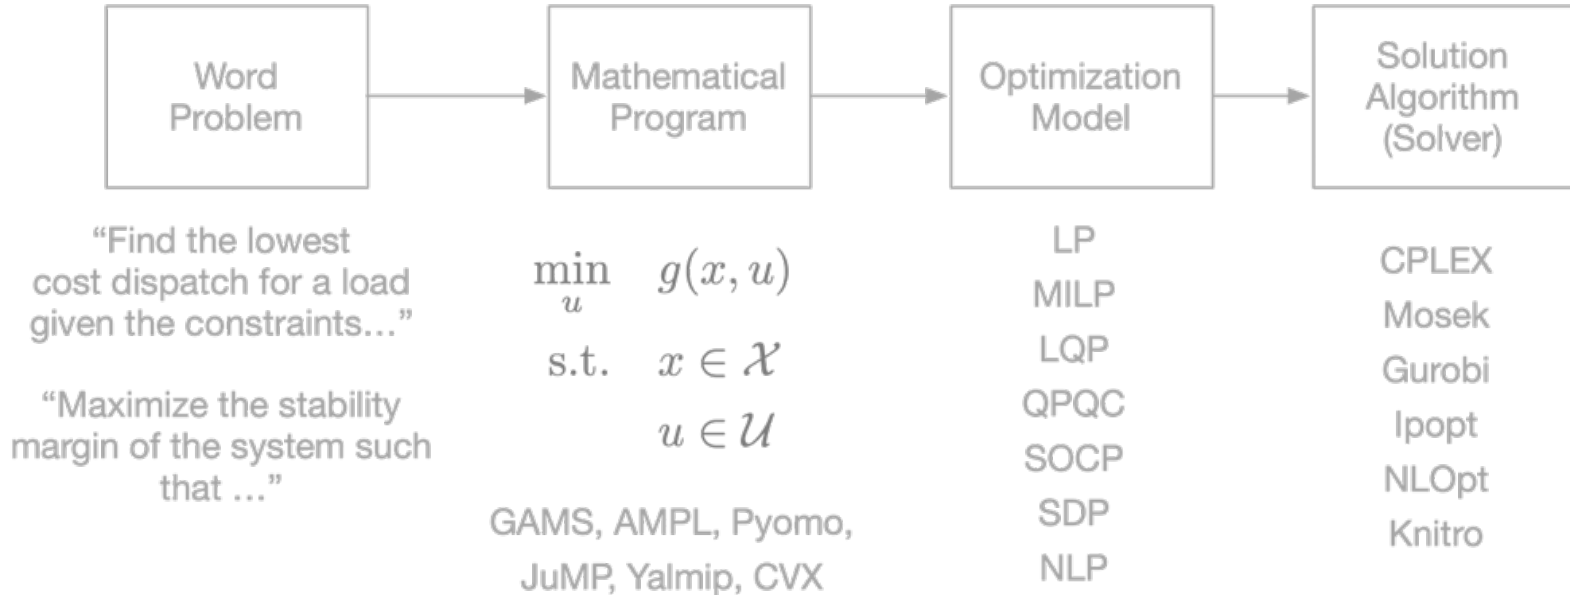 Word
Problem
Mathematical
Program
Optimization
Model
Solution
Algorithm
(Solver)
“Find the lowest
cost dispatch for a load
given the constraints...”
“Maximize the stability
margin of the system such
that ...”
min g(x, u)
u
s.t. x ∈ 𝒳
u ∈ 𝒰
GAMS, AMPL, Pyomo,
JuMP, Yalmip, CVX
LP
MILP
LQP
QPQC
SOCP
SDP
NLP
CPLEX
Mosek
Gurobi
Ipopt
NLOpt
Knitro